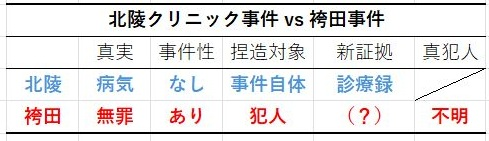 北陵クリニック事件 vs 袴田事件
真実 事件性 捏造対象 新証拠 真犯人
北陵 病気 なし 事件自体 診療録
袴田 無罪 あり 犯人 （？） 不明